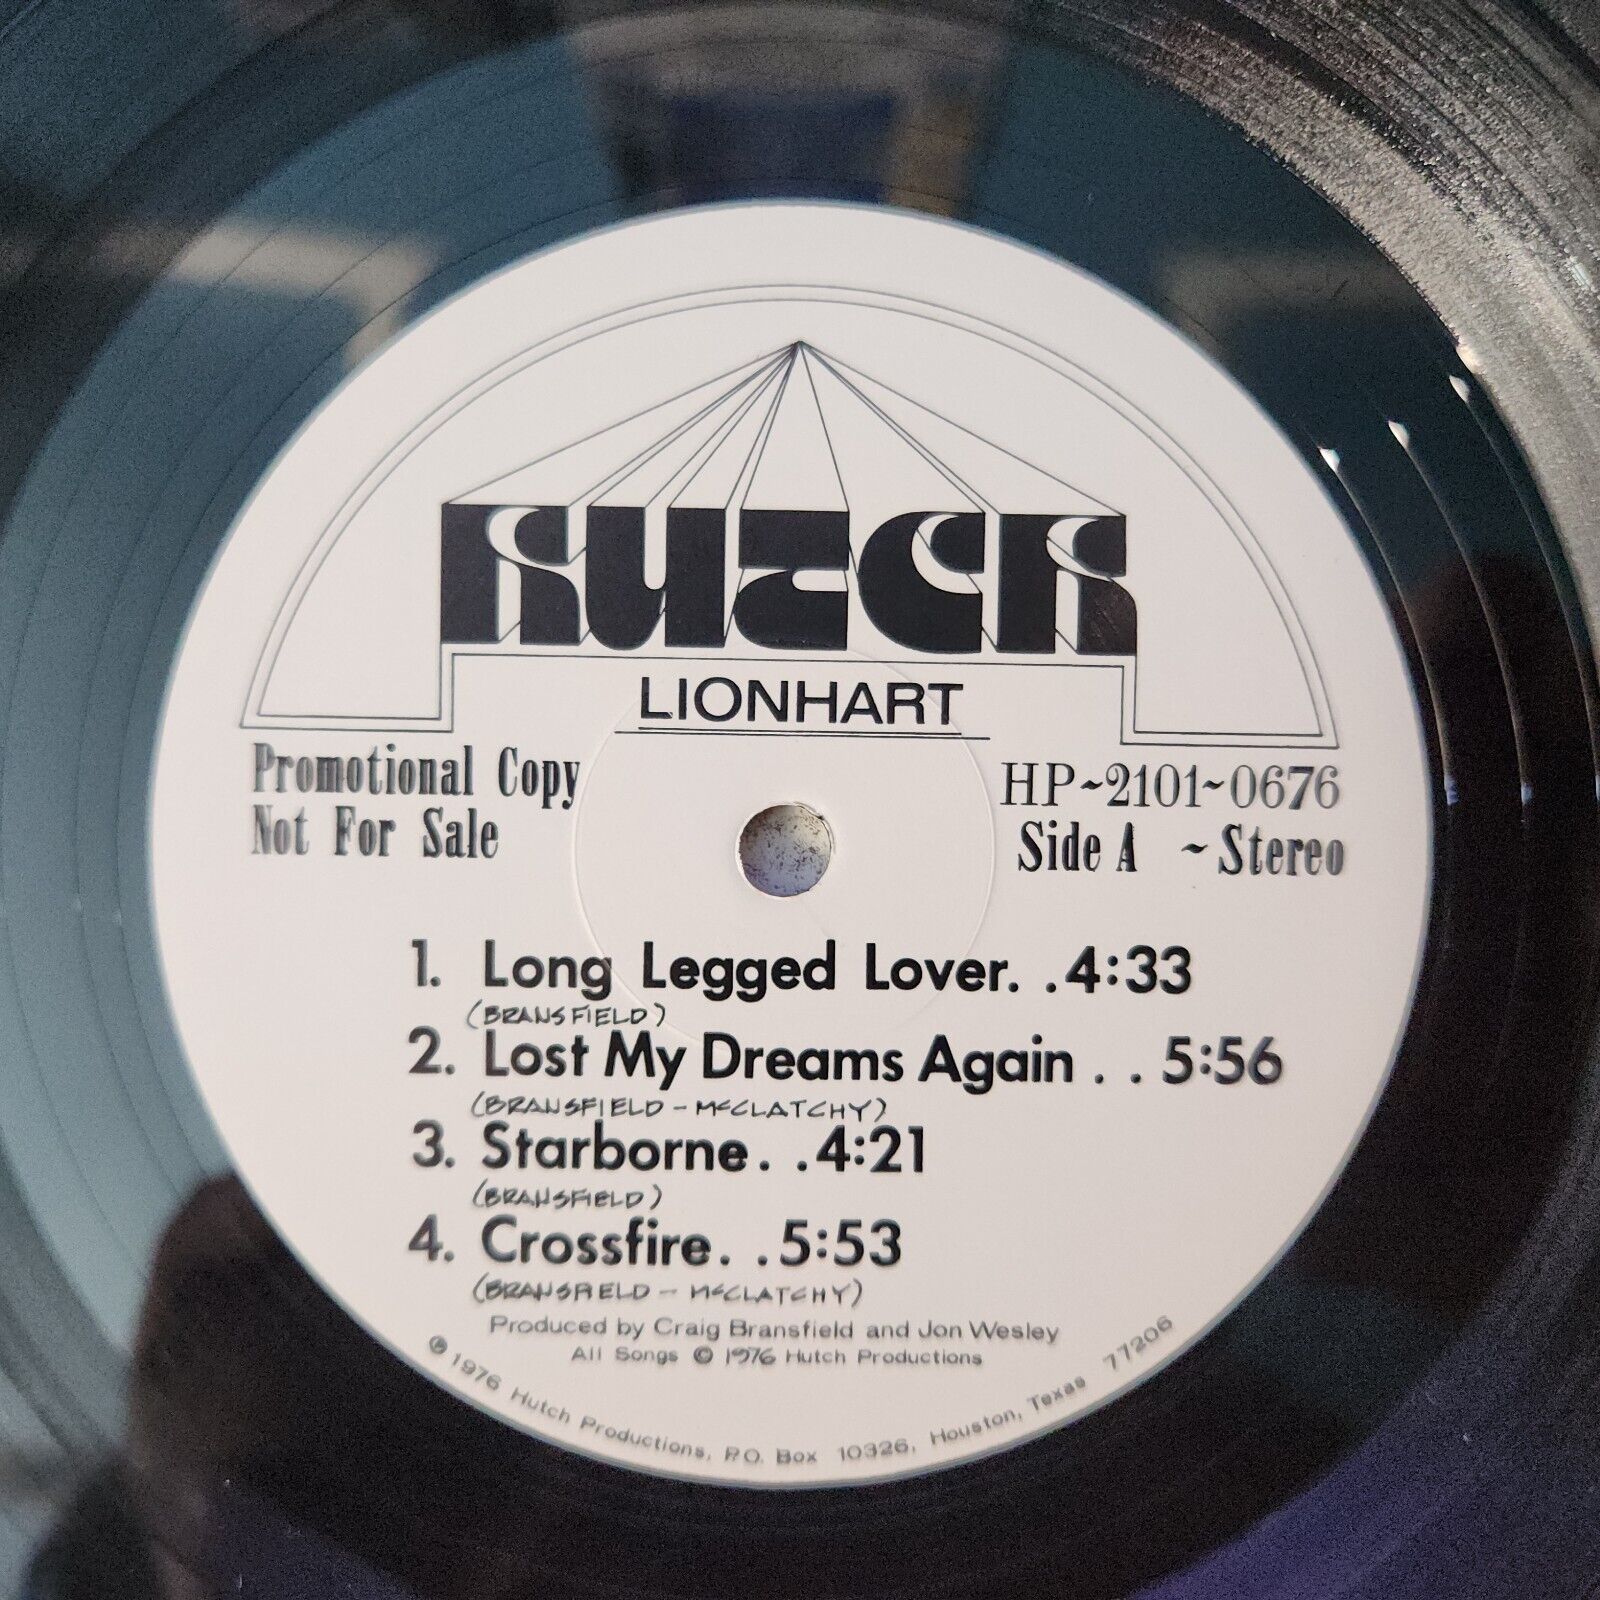 HUTCH
LIONHART
Promotional Copy
Not For Sale
HP~2101~0676
Side A ~Stereo
1. Long Legged Lover. .4:33
(BRANSFIELD)
2. Lost My Dreams Again . . 5:56
(BRANSFIELD - McCLATCHY)
3. Starborne. .4:21
(BRANSFIELD)
4. Crossfire. .5:53
(BRANSFIELD - McCLATCHY)
Produced by Craig Bransfield and Jon Wesley
All Songs © 1976 Hutch Productions
℗ 1976 Hutch Productions, P.O. Box 10326, Houston, Texas 77206